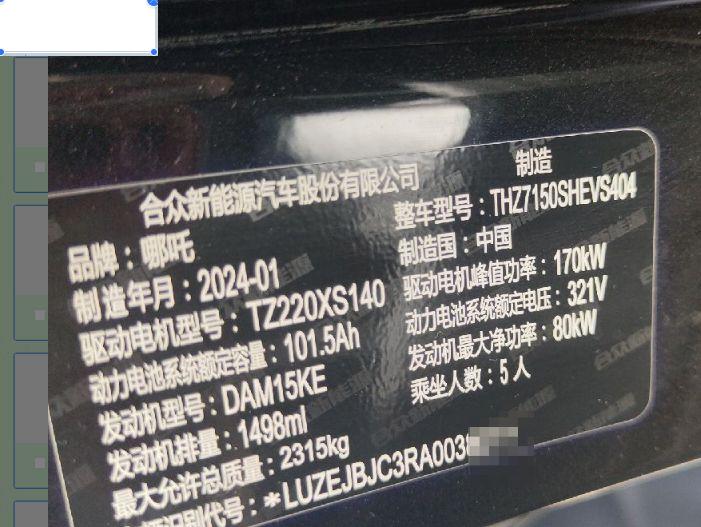 合众新能源汽车股份有限公司 制造
品牌：哪吒 整车型号：THZ7150SHEVS404
制造年月：2024-01 制造国：中国
驱动电机型号：TZ220XS140 驱动电机峰值功率：170kW
动力电池系统额定容量：101.5Ah 动力电池系统额定电压：321V
发动机型号：DAM15KE 发动机最大净功率：80kW
发动机排量：1498ml 乘坐人数：5人
最大允许总质量：2315kg
识别代号：*LUZEJBJC3RA003